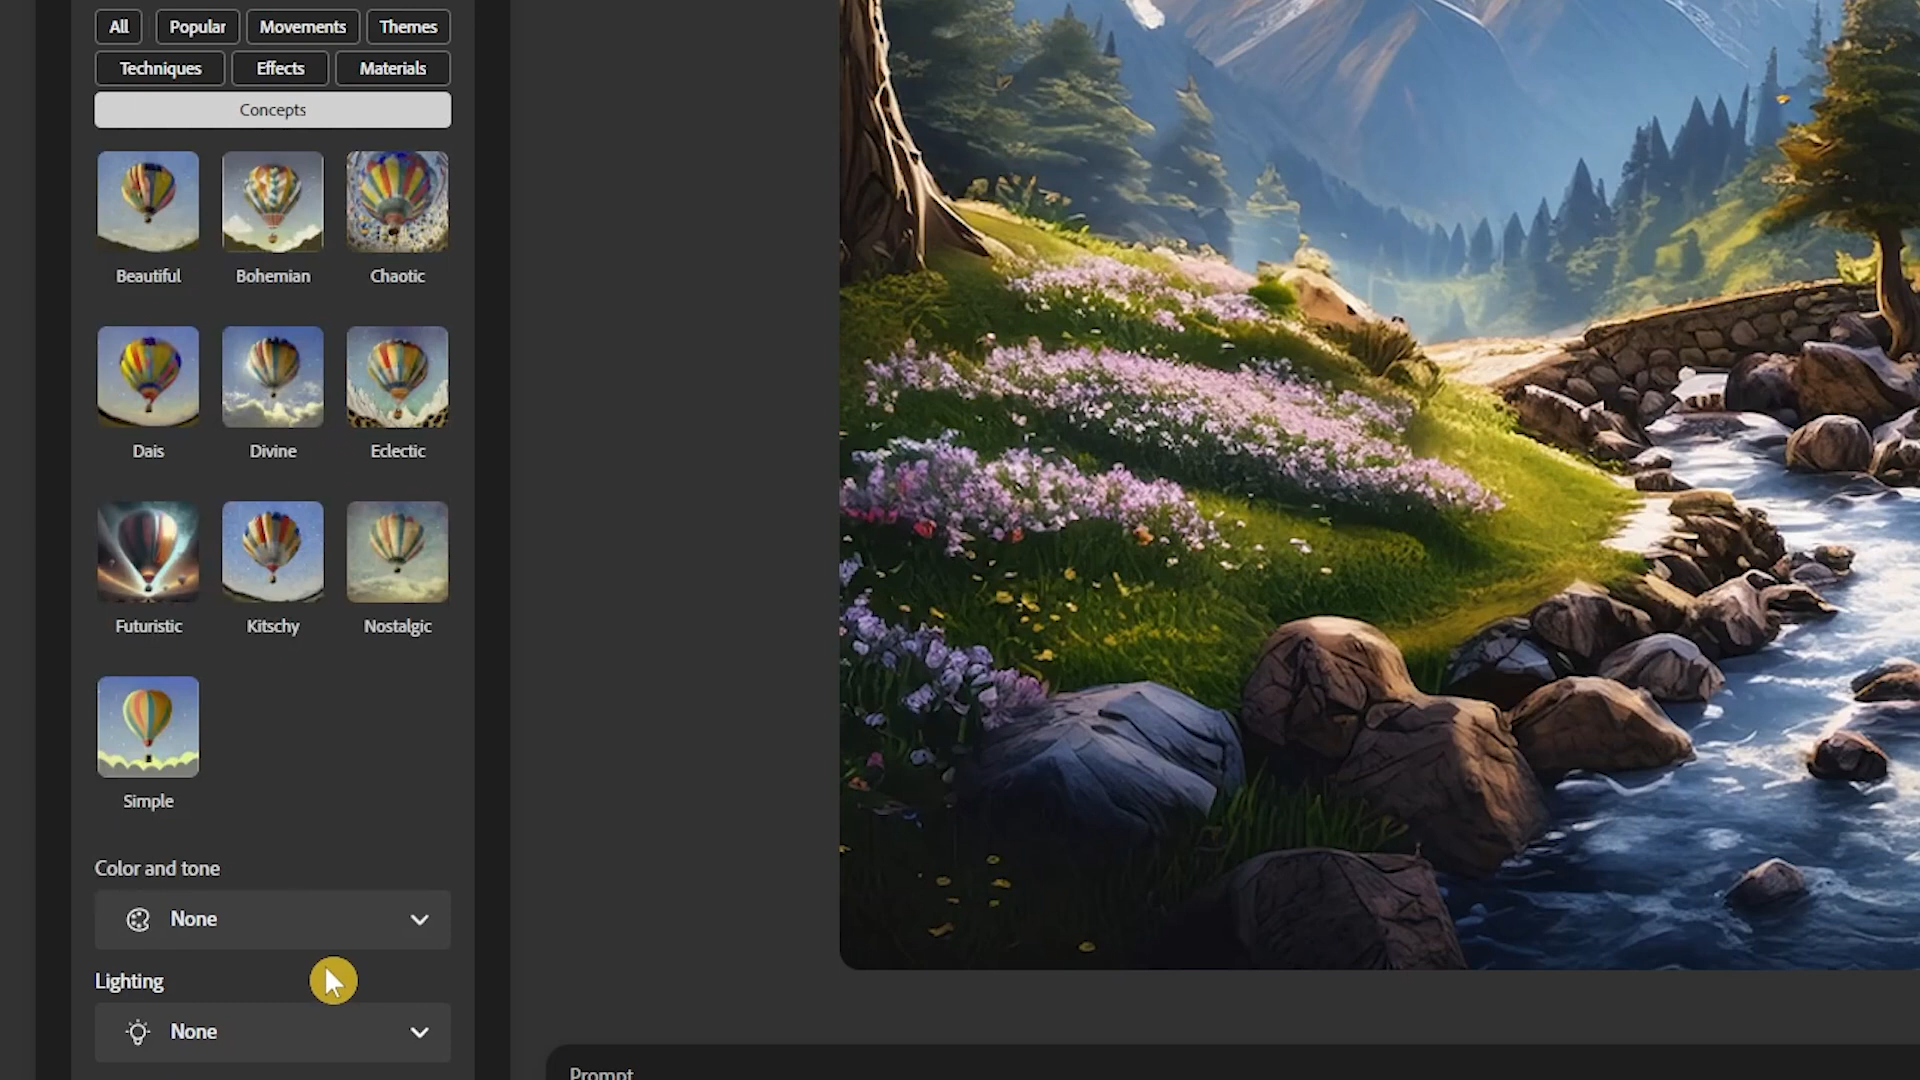 All Popular Movements Themes
Techniques Effects Materials
Concepts
Beautiful Bohemian Chaotic
Dais Divine Eclectic
Futuristic Kitschy Nostalgic
Simple
Color and tone
None
Lighting
None
Prompt